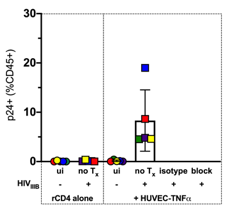 p24+ (%CD45+)
30
20
10
0
ui no Tx ui no Tx isotype block
HIVIIIB - + - + + +
rCD4 alone + HUVEC-TNFα